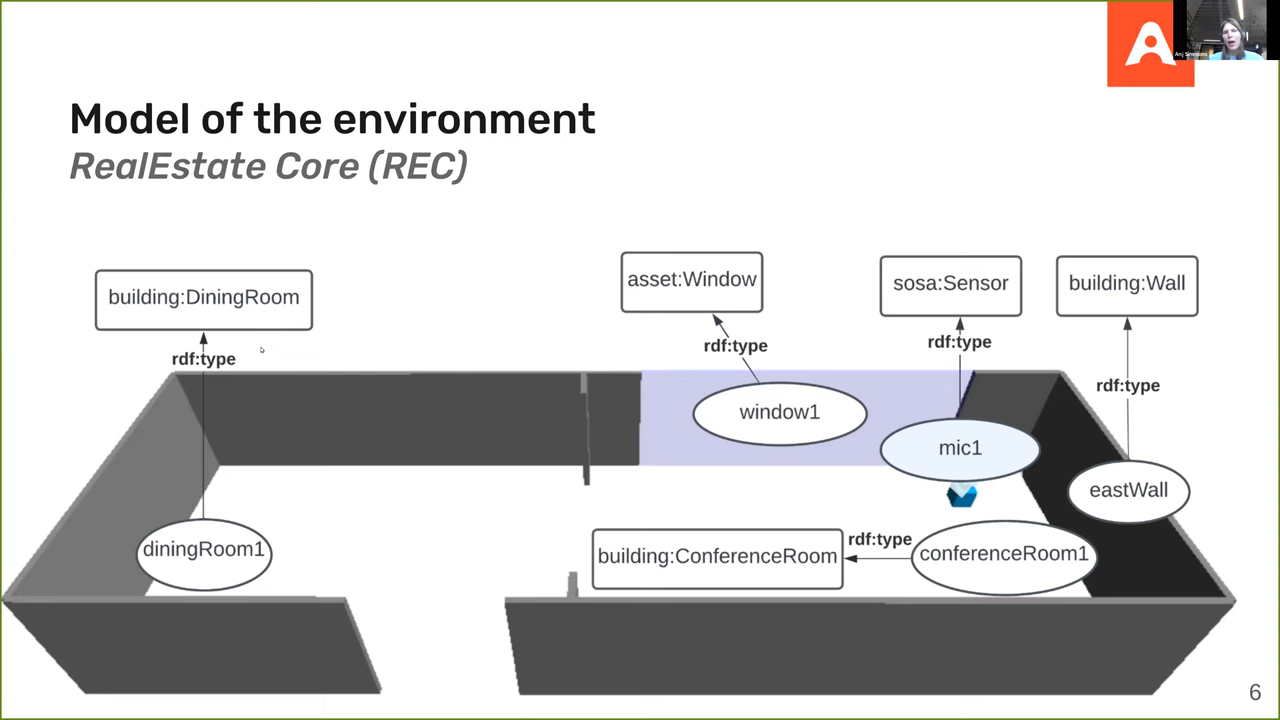 Model of the environment
RealEstate Core (REC)
building:DiningRoom
asset:Window
sosa:Sensor
building:Wall
rdf:type
rdf:type
rdf:type
rdf:type
window1
mic1
eastWall
diningRoom1
building:ConferenceRoom
rdf:type
conferenceRoom1
6